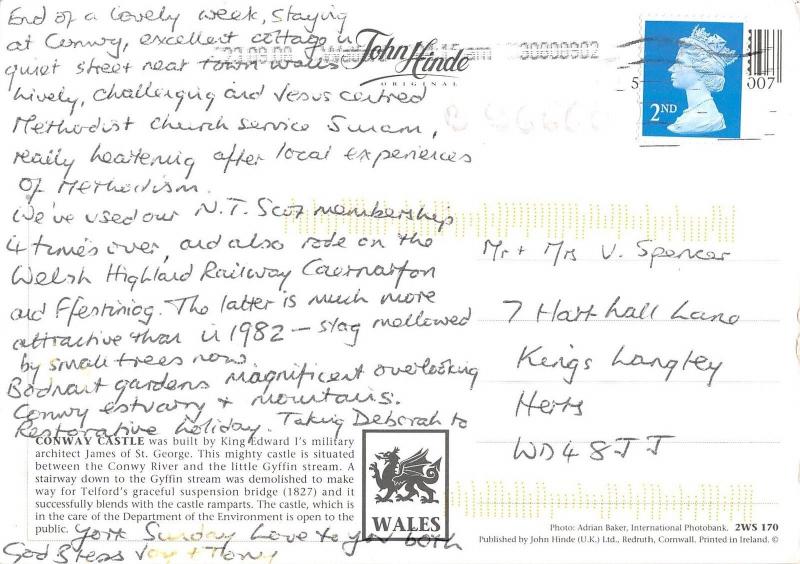 End of a lovely week, staying
at Conwy, excellent cottage in
quiet street near town walls
Lively, challenging and Jesus centred
Methodist church service 5 mam,
really heartening after local experiences
of Methodism.
We've used our N.T. Scot membership
4 times over, and also rode on the
Welsh Highland Railway Caernarfon
and Ffestiniog. The latter is much more
attractive than in 1982 – slag mellowed
by small trees now.
Bodnant gardens magnificent overlooking
Conwy estuary + mountains.
Restorative holiday. Taking Deborah to
York Sunday Love to you both
God Bless Joy + Tony
John Hinde
ORIGINAL
2ND
5
007
Mr + Mrs V. Spencer
7 Hart hall Lane
Kings Langley
Herts
WD4 8JJ
CONWAY CASTLE was built by King Edward I's military
architect James of St. George. This mighty castle is situated
between the Conwy River and the little Gyffin stream. A
stairway down to the Gyffin stream was demolished to make
way for Telford's graceful suspension bridge (1827) and it
successfully blends with the castle ramparts. The castle, which is
in the care of the Department of the Environment is open to the
public.
WALES
Photo: Adrian Baker, International Photobank. 2WS 170
Published by John Hinde (U.K.) Ltd., Redruth, Cornwall. Printed in Ireland. ©